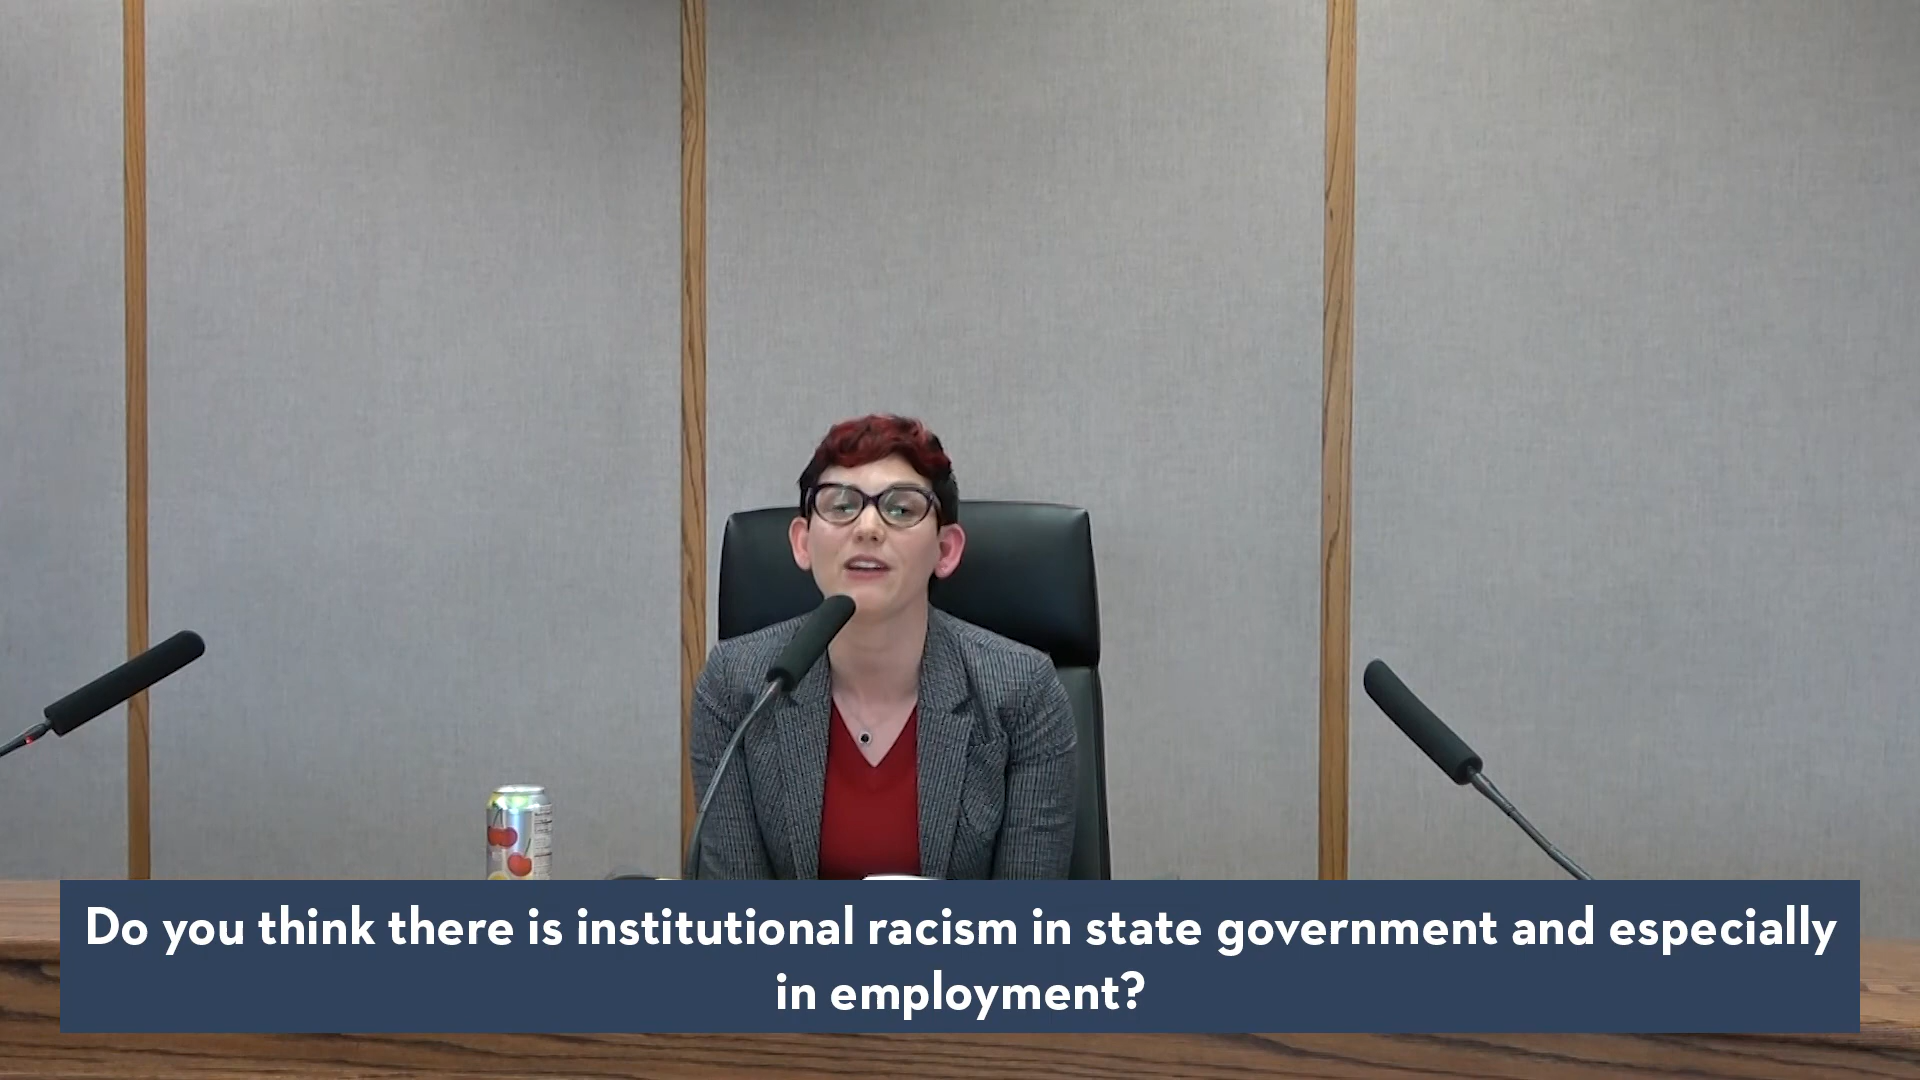 Do you think there is institutional racism in state government and especially
in employment?